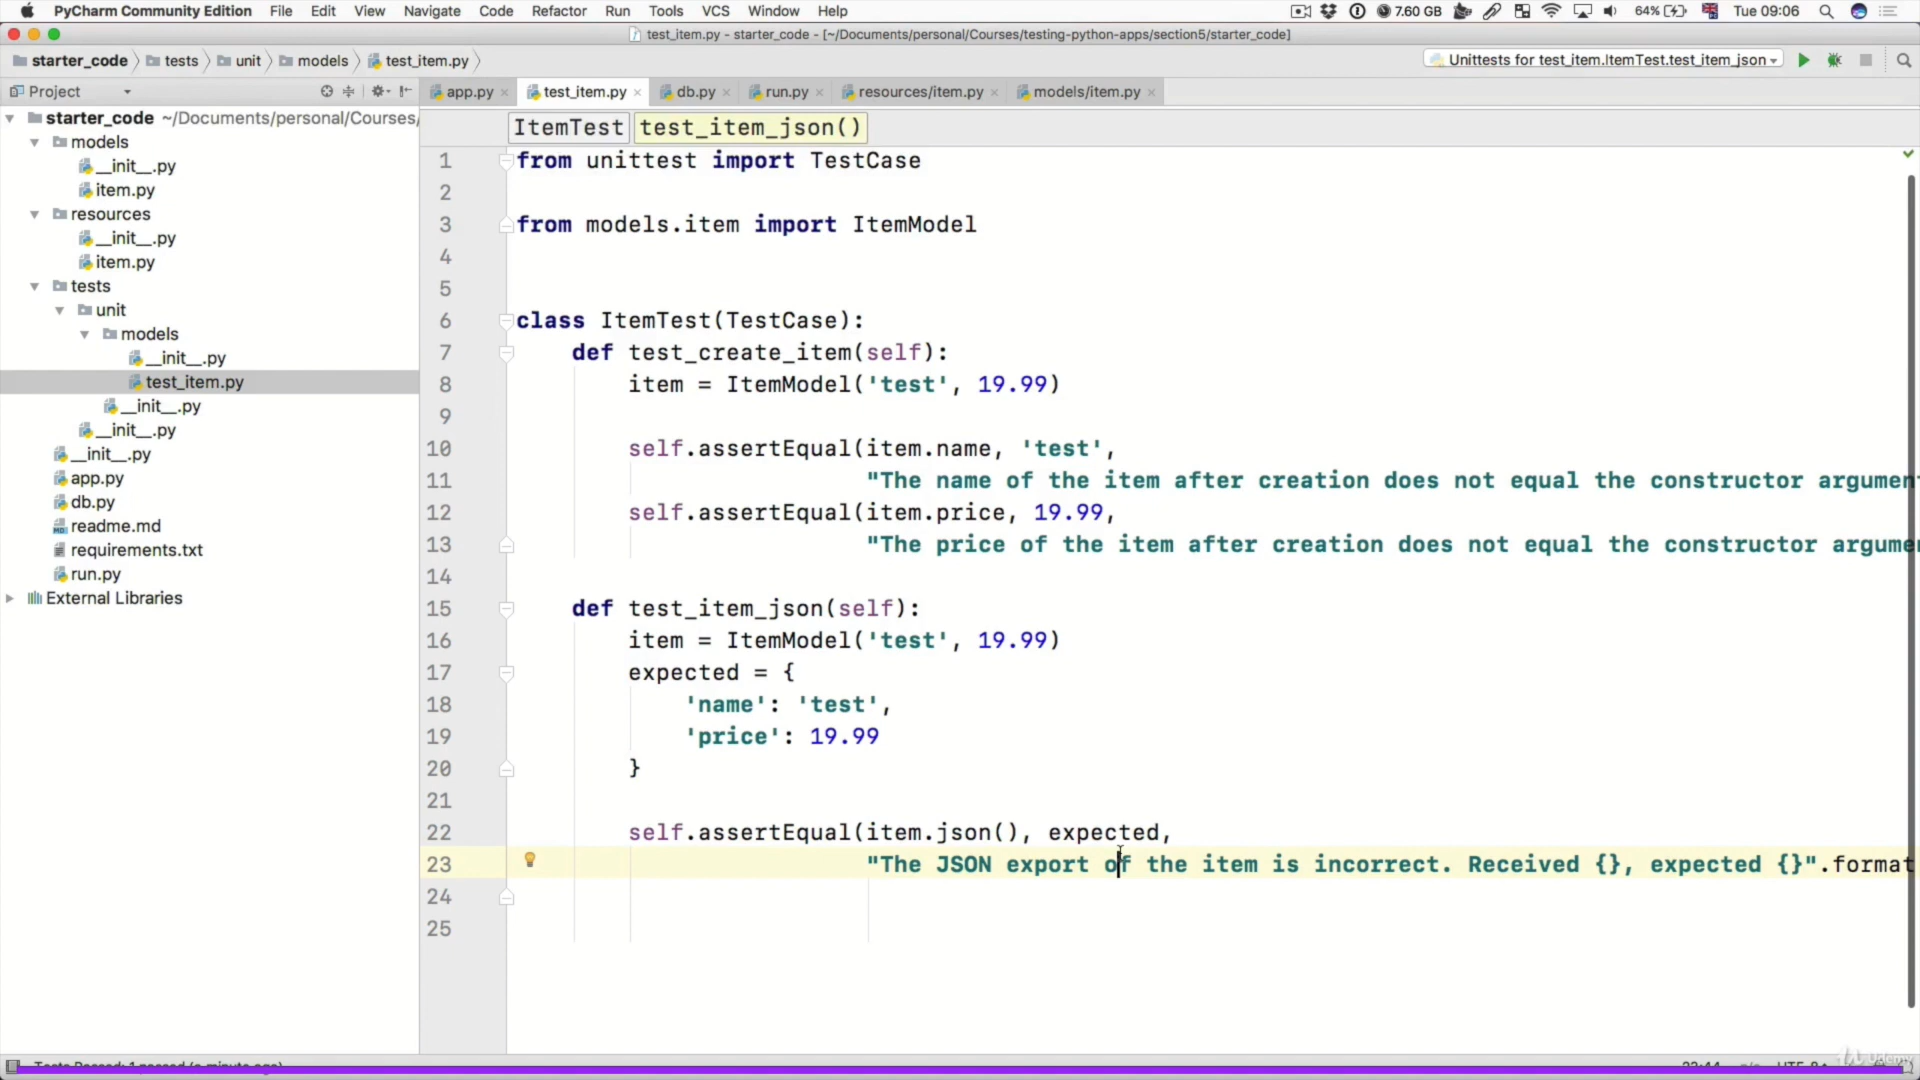 PyCharm Community Edition File Edit View Navigate Code Refactor Run Tools VCS Window Help 7.60 GB 64% Tue 09:06
test_item.py - starter_code - [~/Documents/personal/Courses/testing-python-apps/section5/starter_code]
starter_code tests unit models test_item.py Unittests for test_item.ItemTest.test_item_json
Project app.py test_item.py db.py run.py resources/item.py models/item.py
starter_code ~/Documents/personal/Courses/
models
__init__.py
item.py
resources
__init__.py
item.py
tests
unit
models
__init__.py
test_item.py
__init__.py
__init__.py
__init__.py
app.py
db.py
readme.md
requirements.txt
run.py
External Libraries
ItemTest test_item_json()
1 from unittest import TestCase
2
3 from models.item import ItemModel
4
5
6 class ItemTest(TestCase):
7 def test_create_item(self):
8 item = ItemModel('test', 19.99)
9
10 self.assertEqual(item.name, 'test',
11 "The name of the item after creation does not equal the constructor argumen
12 self.assertEqual(item.price, 19.99,
13 "The price of the item after creation does not equal the constructor argume
14
15 def test_item_json(self):
16 item = ItemModel('test', 19.99)
17 expected = {
18 'name': 'test',
19 'price': 19.99
20 }
21
22 self.assertEqual(item.json(), expected,
23 "The JSON export of the item is incorrect. Received {}, expected {}".format
24
25
Tests Passed: 1 passed (a minute ago)
Udemy